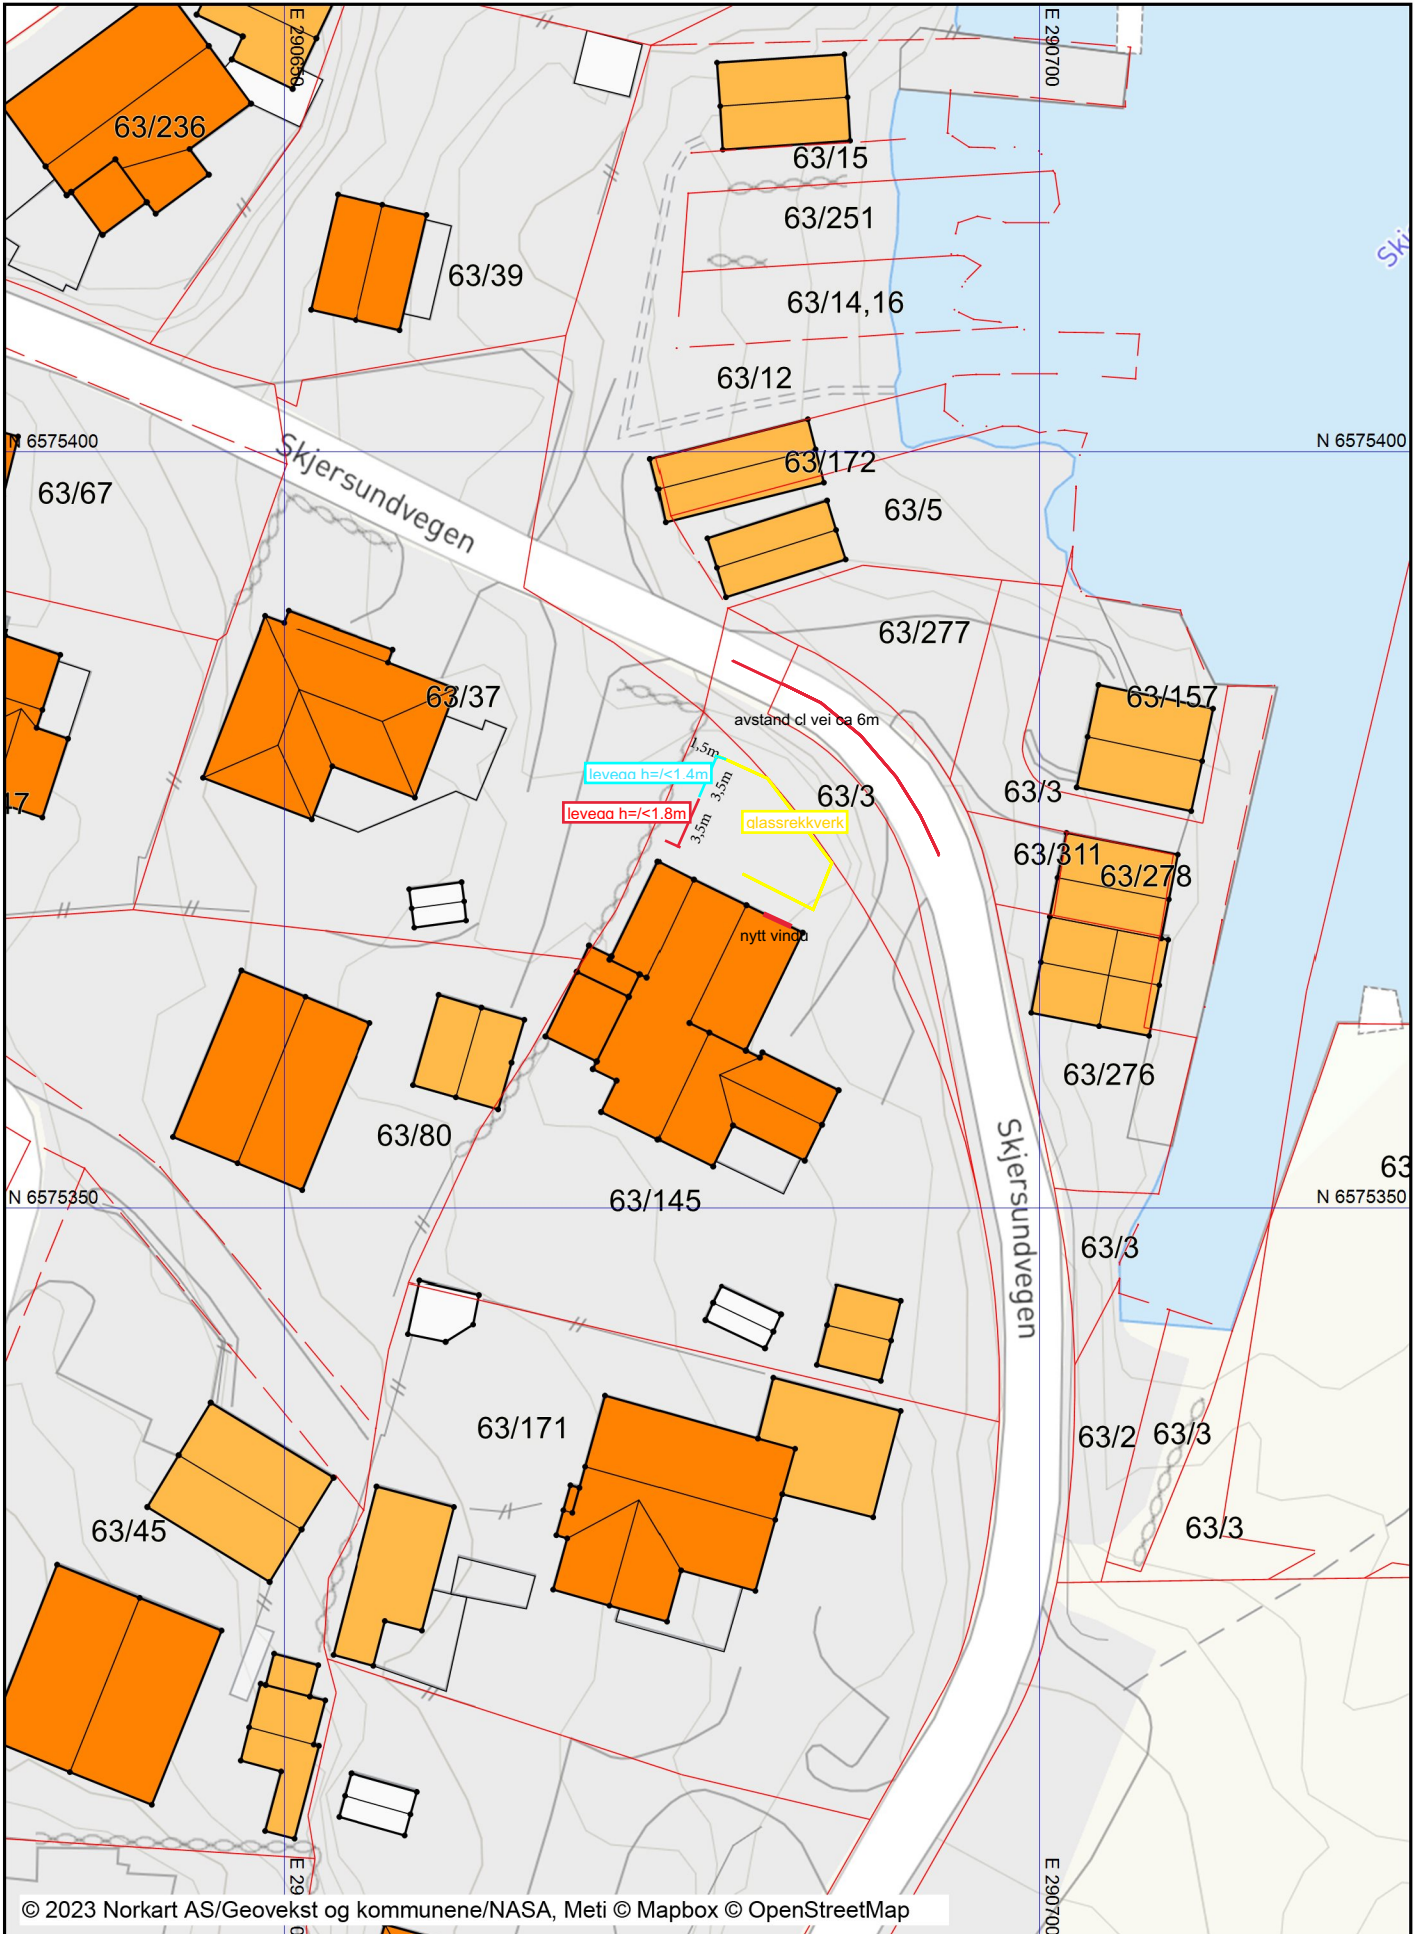 E 290650
E 290700
63/236
63/15
63/251
63/39
63/14,16
63/12
N 6575400
N 6575400
Skjersundvegen
63/172
63/67
63/5
63/277
63/37
63/157
avstand cl vei ca 6m
1,5m
levegg h=/<1.4m
3,5m
63/3
63/3
levegg h=/<1.8m
glassrekkverk
3,5m
63/311
63/278
nytt vindu
63/276
63/80
Skjersundvegen
63
N 6575350
63/145
N 6575350
63/3
63/171
63/2
63/3
63/45
63/3
E 290700
© 2023 Norkart AS/Geovekst og kommunene/NASA, Meti © Mapbox © OpenStreetMap